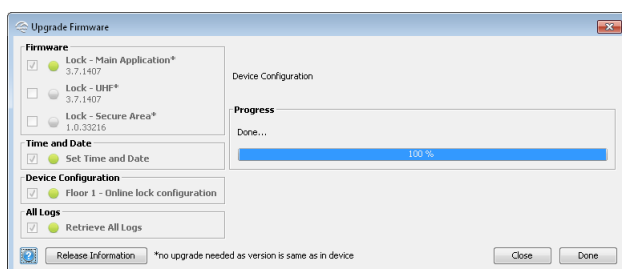 Upgrade Firmware
Firmware
Lock - Main Application*
3.7.1407
Lock - UHF*
3.7.1407
Lock - Secure Area*
1.0.33216
Time and Date
Set Time and Date
Device Configuration
Floor 1 - Online lock configuration
All Logs
Retrieve All Logs
Device Configuration
Progress
Done...
100 %
? Release Information *no upgrade needed as version is same as in device Close Done